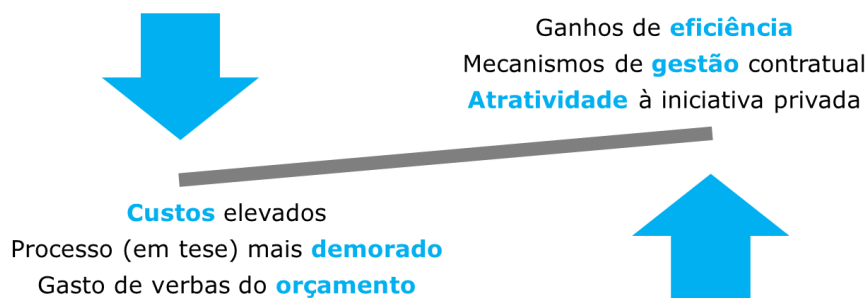 Ganhos de eficiência
Mecanismos de gestão contratual
Atratividade à iniciativa privada
Custos elevados
Processo (em tese) mais demorado
Gasto de verbas do orçamento